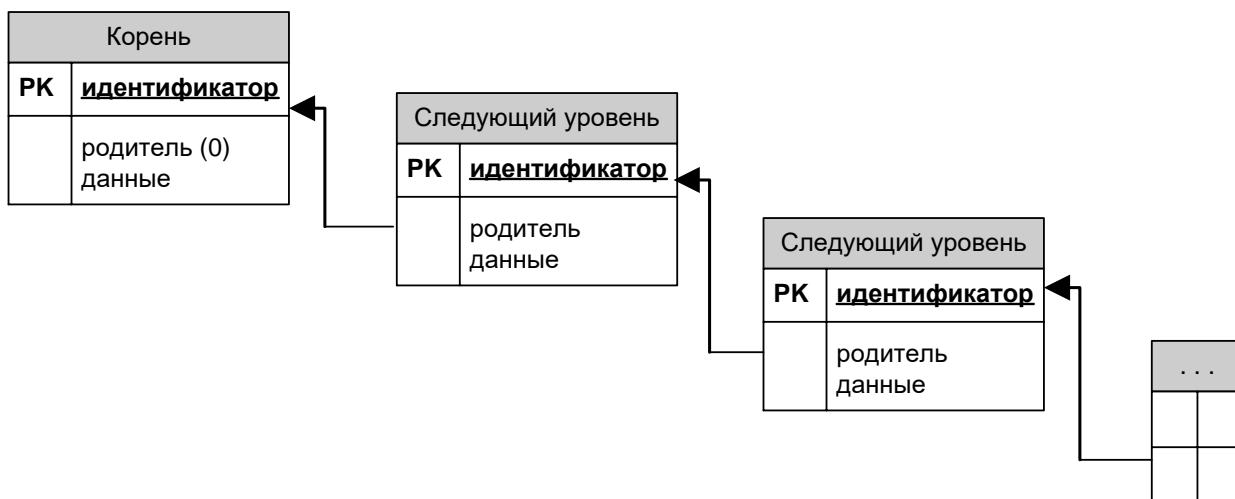 Корень
PK идентификатор
родитель (0)
данные
Следующий уровень
PK идентификатор
родитель
данные
Следующий уровень
PK идентификатор
родитель
данные
. . .